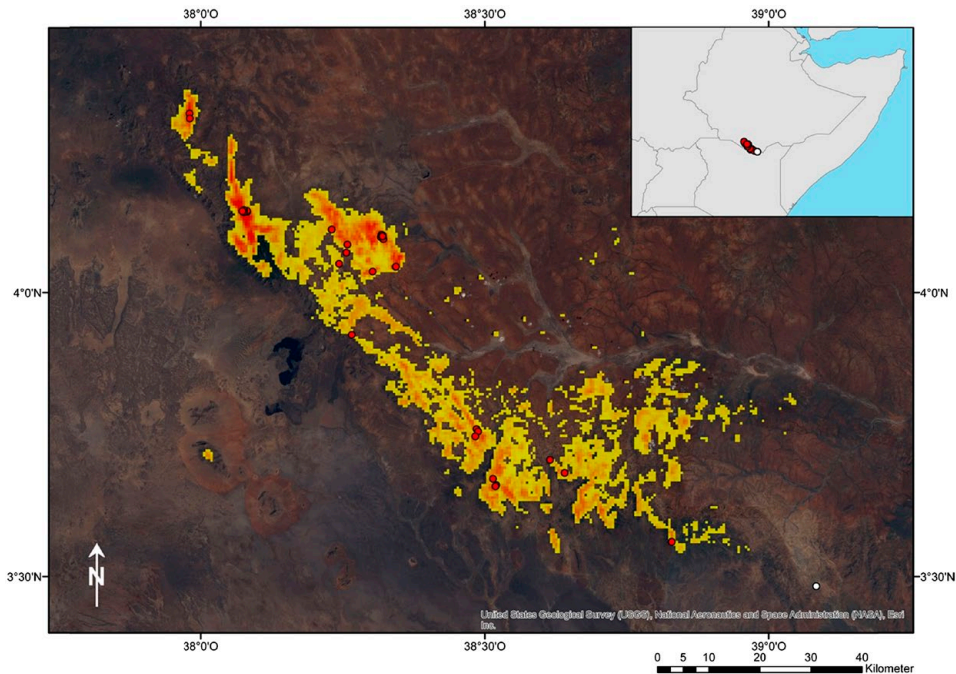 38°0'O 38°30'O 39°0'O
4°0'N 4°0'N
3°30'N 3°30'N
N
United States Geological Survey (USGS), National Aeronautics and Space Administration (NASA), Esri
Inc.
38°0'O 38°30'O 39°0'O
0 5 10 20 30 40
Kilometer